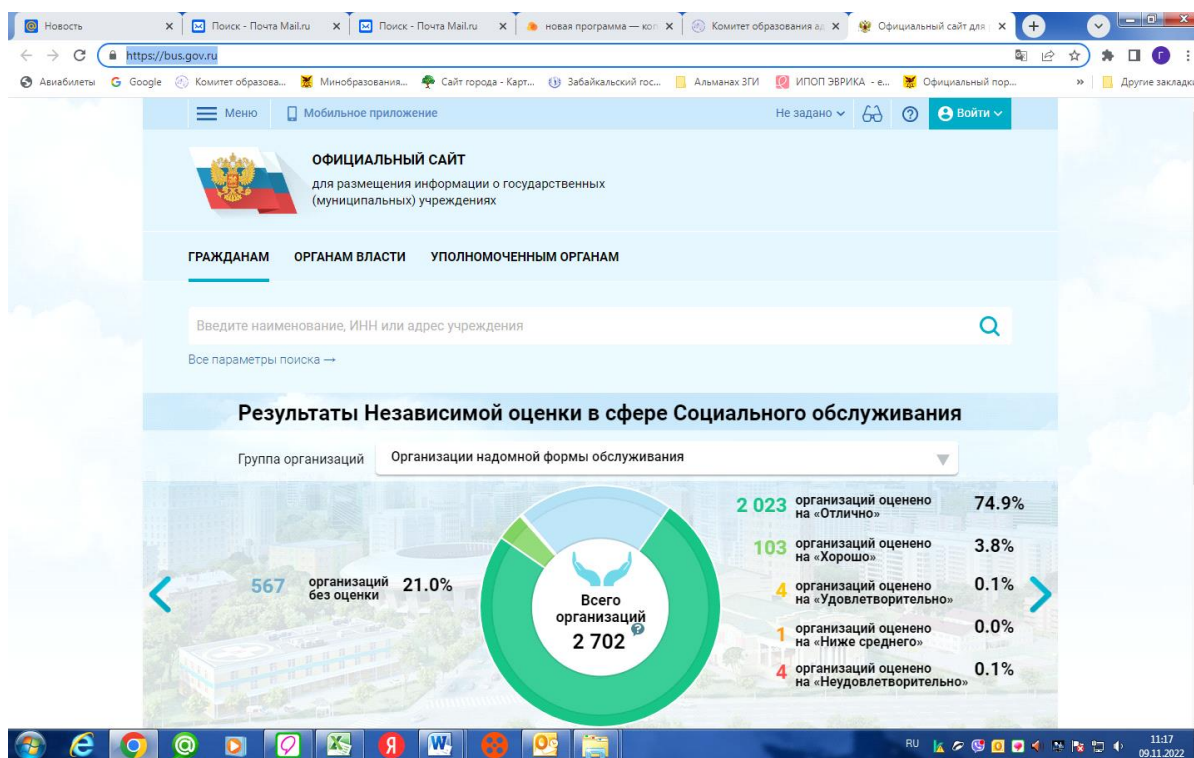 Новость
Поиск - Почта Mail.ru
Поиск - Почта Mail.ru
новая программа — кол
Комитет образования ад
Официальный сайт для
https://bus.gov.ru
Авиабилеты
Google
Комитет образова...
Минобразования...
Сайт города - Карт...
Забайкальский гос...
Альманах ЗГИ
ИПОП ЭВРИКА - е...
Официальный пор...
»
Другие закладки
Меню
Мобильное приложение
Не задано
Войти
ОФИЦИАЛЬНЫЙ САЙТ
для размещения информации о государственных
(муниципальных) учреждениях
ГРАЖДАНАМ ОРГАНАМ ВЛАСТИ УПОЛНОМОЧЕННЫМ ОРГАНАМ
Введите наименование, ИНН или адрес учреждения
Все параметры поиска →
Результаты Независимой оценки в сфере Социального обслуживания
Группа организаций Организации надомной формы обслуживания
567 организаций без оценки 21.0%
Всего
организаций
2 702
2 023 организаций оценено на «Отлично» 74.9%
103 организаций оценено на «Хорошо» 3.8%
4 организаций оценено на «Удовлетворительно» 0.1%
1 организаций оценено на «Ниже среднего» 0.0%
4 организаций оценено на «Неудовлетворительно» 0.1%
RU
11:17
09.11.2022